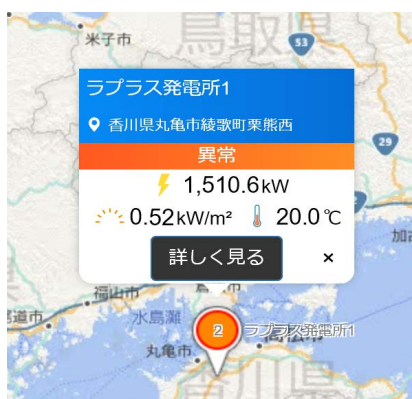 鳥取県
米子市
53
ラプラス発電所1
香川県丸亀市綾歌町栗熊西
異常
29
1,510.6kW
0.52kW/m² 20.0℃
詳しく見る ×
福山市
水島灘
2
ラプラス発電所1
丸亀市
高松市
香川県